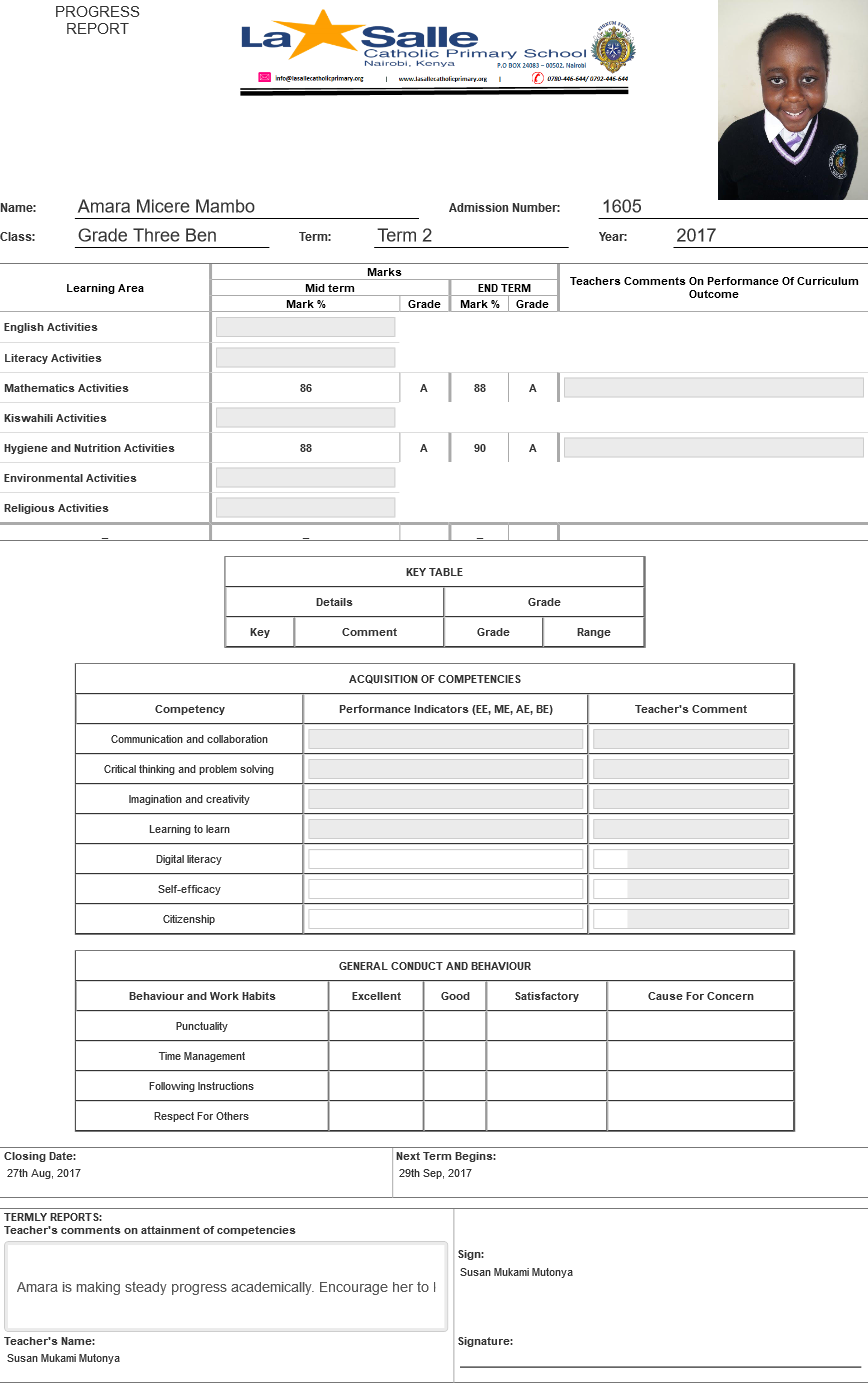 PROGRESS
REPORT
La Salle
Catholic Primary School
Nairobi, Kenya
P.O BOX 24083 – 00502, Nairobi
info@lasallecatholicprimary.org | www.lasallecatholicprimary.org | 0780-446-644/ 0792-446-644
Name: Amara Micere Mambo Admission Number: 1605
Class: Grade Three Ben Term: Term 2 Year: 2017
Learning Area Marks Teachers Comments On Performance Of Curriculum Outcome
Mid term END TERM
Mark % Grade Mark % Grade
English Activities
Literacy Activities
Mathematics Activities 86 A 88 A
Kiswahili Activities
Hygiene and Nutrition Activities 88 A 90 A
Environmental Activities
Religious Activities
– – –
KEY TABLE
Details Grade
Key Comment Grade Range
ACQUISITION OF COMPETENCIES
Competency Performance Indicators (EE, ME, AE, BE) Teacher's Comment
Communication and collaboration
Critical thinking and problem solving
Imagination and creativity
Learning to learn
Digital literacy
Self-efficacy
Citizenship
GENERAL CONDUCT AND BEHAVIOUR
Behaviour and Work Habits Excellent Good Satisfactory Cause For Concern
Punctuality
Time Management
Following Instructions
Respect For Others
Closing Date: Next Term Begins:
27th Aug, 2017 29th Sep, 2017
TERMLY REPORTS:
Teacher's comments on attainment of competencies
Amara is making steady progress academically. Encourage her to
Sign:
Susan Mukami Mutonya
Teacher's Name: Signature:
Susan Mukami Mutonya